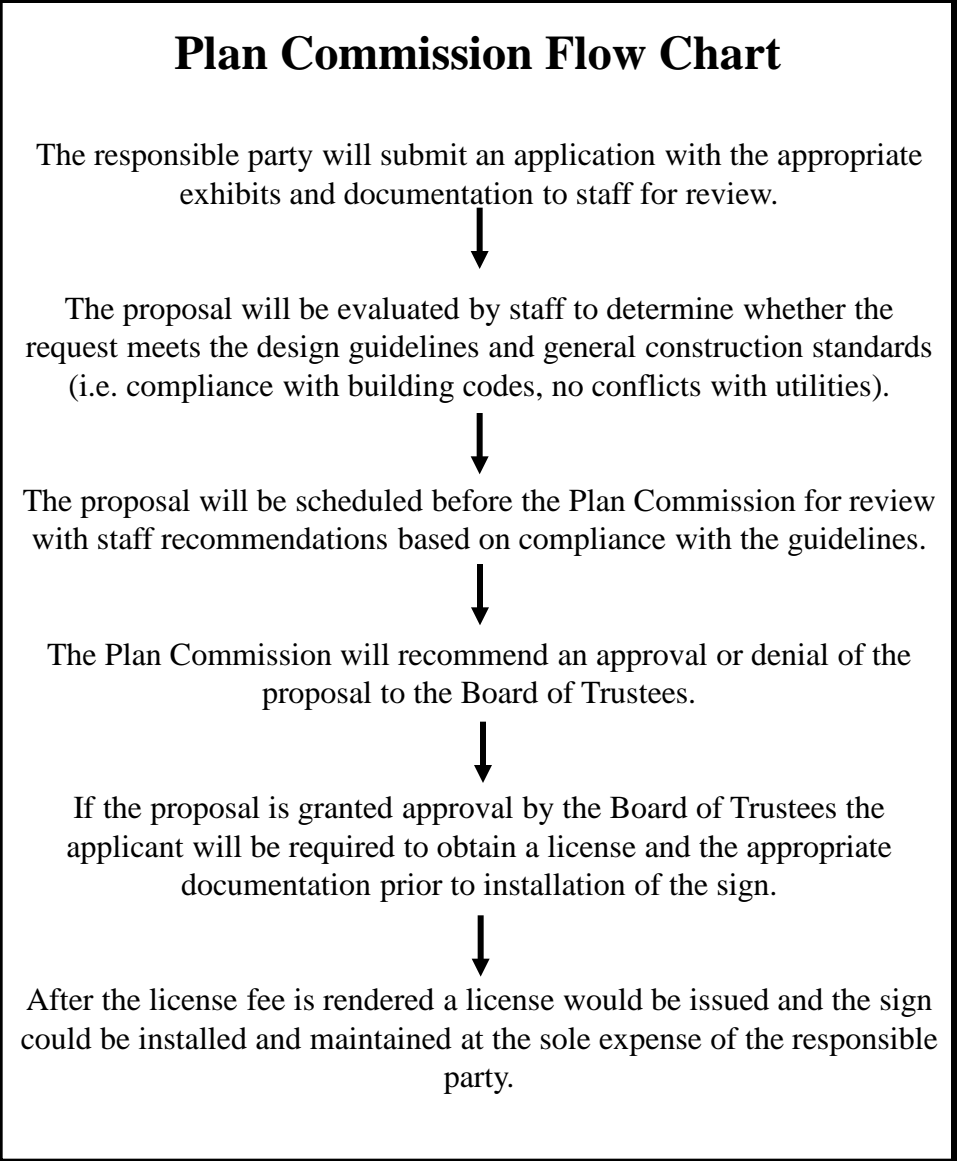 Plan Commission Flow Chart
The responsible party will submit an application with the appropriate
exhibits and documentation to staff for review.
The proposal will be evaluated by staff to determine whether the
request meets the design guidelines and general construction standards
(i.e. compliance with building codes, no conflicts with utilities).
The proposal will be scheduled before the Plan Commission for review
with staff recommendations based on compliance with the guidelines.
The Plan Commission will recommend an approval or denial of the
proposal to the Board of Trustees.
If the proposal is granted approval by the Board of Trustees the
applicant will be required to obtain a license and the appropriate
documentation prior to installation of the sign.
After the license fee is rendered a license would be issued and the sign
could be installed and maintained at the sole expense of the responsible
party.